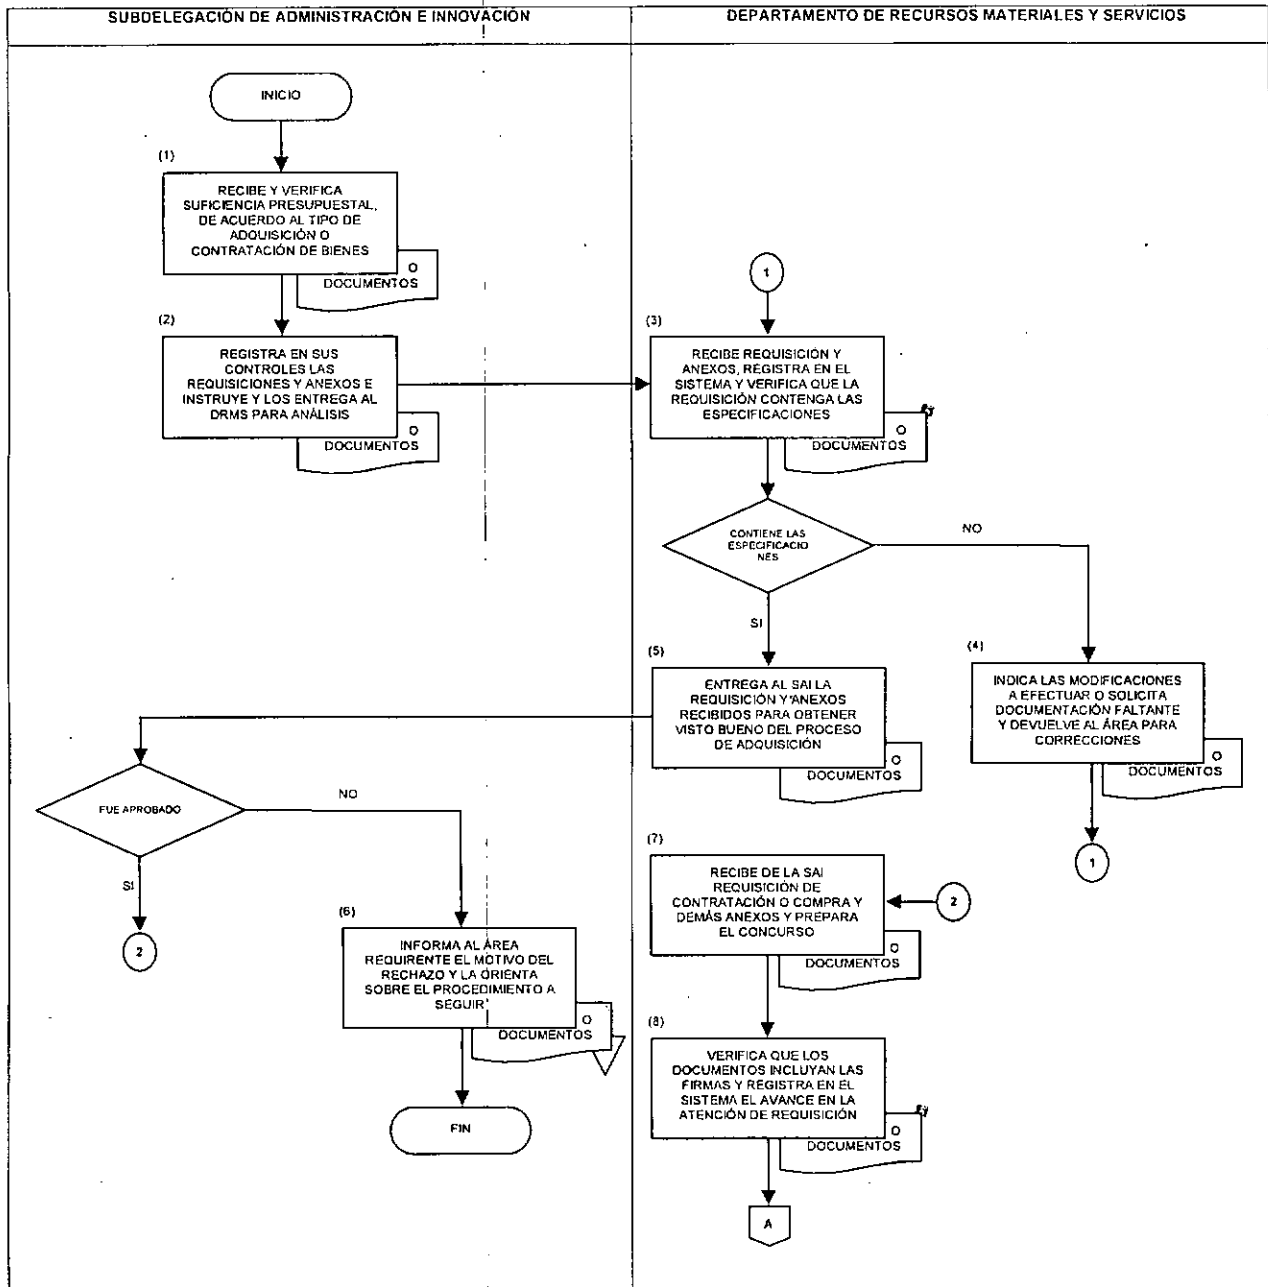 SUBDELEGACIÓN DE ADMINISTRACIÓN E INNOVACIÓN
DEPARTAMENTO DE RECURSOS MATERIALES Y SERVICIOS
INICIO
(1)
RECIBE Y VERIFICA
SUFICIENCIA PRESUPUESTAL,
DE ACUERDO AL TIPO DE
ADQUISICIÓN O
CONTRATACIÓN DE BIENES
O
DOCUMENTOS
(2)
REGISTRA EN SUS
CONTROLES LAS
REQUISICIONES Y ANEXOS E
INSTRUYE Y LOS ENTREGA AL
DRMS PARA ANÁLISIS
O
DOCUMENTOS
1
(3)
RECIBE REQUISICIÓN Y
ANEXOS, REGISTRA EN EL
SISTEMA Y VERIFICA QUE LA
REQUISICIÓN CONTENGA LAS
ESPECIFICACIONES
O
DOCUMENTOS
CONTIENE LAS
ESPECIFICACIO
NES
NO
SI
(4)
INDICA LAS MODIFICACIONES
A EFECTUAR O SOLICITA
DOCUMENTACIÓN FALTANTE
Y DEVUELVE AL ÁREA PARA
CORRECCIONES
O
DOCUMENTOS
1
(5)
ENTREGA AL SAI LA
REQUISICIÓN Y ANEXOS
RECIBIDOS PARA OBTENER
VISTO BUENO DEL PROCESO
DE ADQUISICIÓN
O
DOCUMENTOS
FUE APROBADO
NO
SI
2
(6)
INFORMA AL ÁREA
REQUIRENTE EL MOTIVO DEL
RECHAZO Y LA ORIENTA
SOBRE EL PROCEDIMIENTO A
SEGUIR
O
DOCUMENTOS
FIN
(7)
RECIBE DE LA SAI
REQUISICIÓN DE
CONTRATACIÓN O COMPRA Y
DEMÁS ANEXOS Y PREPARA
EL CONCURSO
2
O
DOCUMENTOS
(8)
VERIFICA QUE LOS
DOCUMENTOS INCLUYAN LAS
FIRMAS Y REGISTRA EN EL
SISTEMA EL AVANCE EN LA
ATENCIÓN DE REQUISICIÓN
O
DOCUMENTOS
A